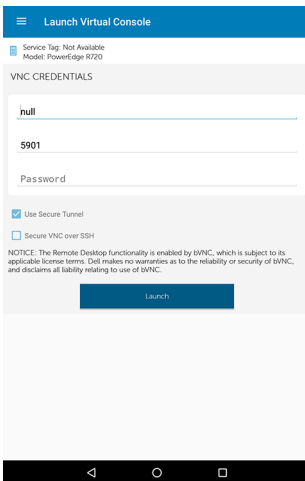 Launch Virtual Console
Service Tag: Not Available
Model: PowerEdge R720
VNC CREDENTIALS
null
5901
Password
Use Secure Tunnel
Secure VNC over SSH
NOTICE: The Remote Desktop functionality is enabled by bVNC, which is subject to its
applicable license terms. Dell makes no warranties as to the reliability or security of bVNC,
and disclaims all liability relating to use of bVNC.
Launch